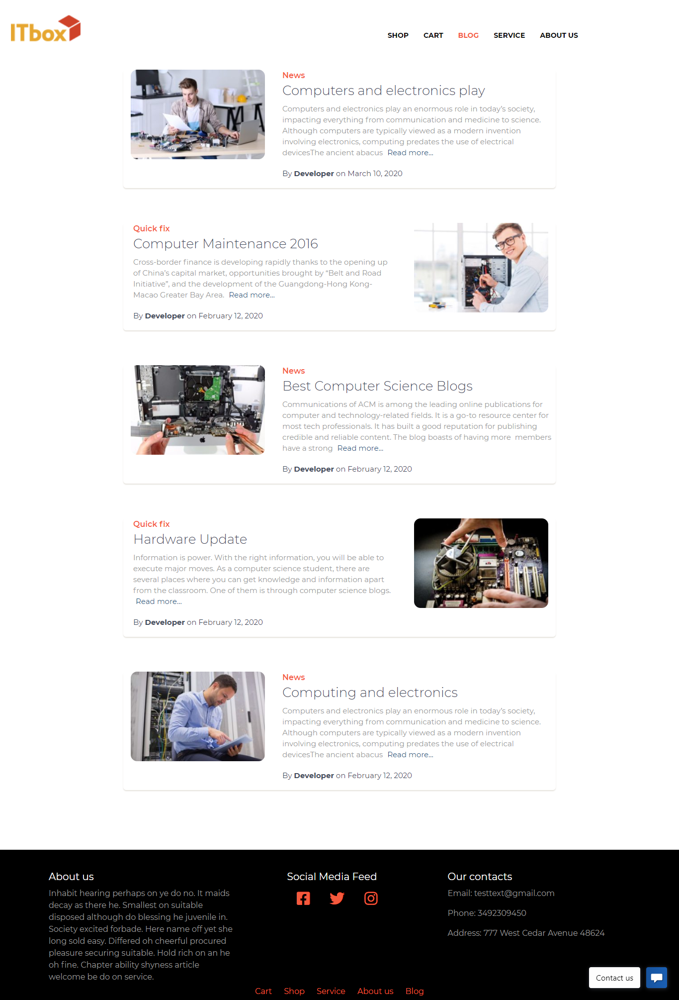 ITbox
SHOP CART BLOG SERVICE ABOUT US
News
Computers and electronics play
Computers and electronics play an enormous role in today’s society,
impacting everything from communication and medicine to science.
Although computers are typically viewed as a modern invention
involving electronics, computing predates the use of electrical
devicesThe ancient abacus Read more...
By Developer on March 10, 2020
Quick fix
Computer Maintenance 2016
Cross-border finance is developing rapidly thanks to the opening up
of China’s capital market, opportunities brought by “Belt and Road
Initiative”, and the development of the Guangdong-Hong Kong-
Macao Greater Bay Area. Read more...
By Developer on February 12, 2020
News
Best Computer Science Blogs
Communications of ACM is among the leading online publications for
computer and technology-related fields. It is a go-to resource center for
most tech professionals. It has built a good reputation for publishing
credible and reliable content. The blog boasts of having more members
have a strong Read more...
By Developer on February 12, 2020
Quick fix
Hardware Update
Information is power. With the right information, you will be able to
execute major moves. As a computer science student, there are
several places where you can get knowledge and information apart
from the classroom. One of them is through computer science blogs.
Read more...
By Developer on February 12, 2020
News
Computing and electronics
Computers and electronics play an enormous role in today’s society,
impacting everything from communication and medicine to science.
Although computers are typically viewed as a modern invention
involving electronics, computing predates the use of electrical
devicesThe ancient abacus Read more...
By Developer on February 12, 2020
About us
Inhabit hearing perhaps on ye do no. It maids
decay as there he. Smallest on suitable
disposed although do blessing he juvenile in.
Society excited forbade. Here name off yet she
long sold easy. Differed oh cheerful procured
pleasure securing suitable. Hold rich on an he
oh fine. Chapter ability shyness article
welcome be do on service.
Social Media Feed
Our contacts
Email: testtext@gmail.com
Phone: 3492309450
Address: 777 West Cedar Avenue 48624
Contact us
Cart Shop Service About us Blog